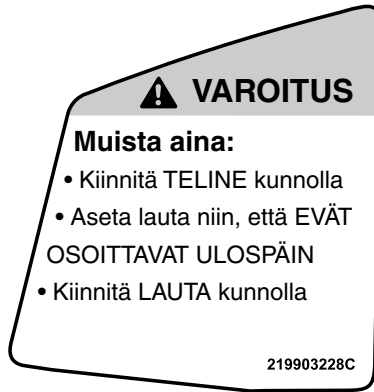 VAROITUS
Muista aina:
• Kiinnitä TELINE kunnolla
• Aseta lauta niin, että EVÄT
OSOITTAVAT ULOSPÄIN
• Kiinnitä LAUTA kunnolla
219903228C